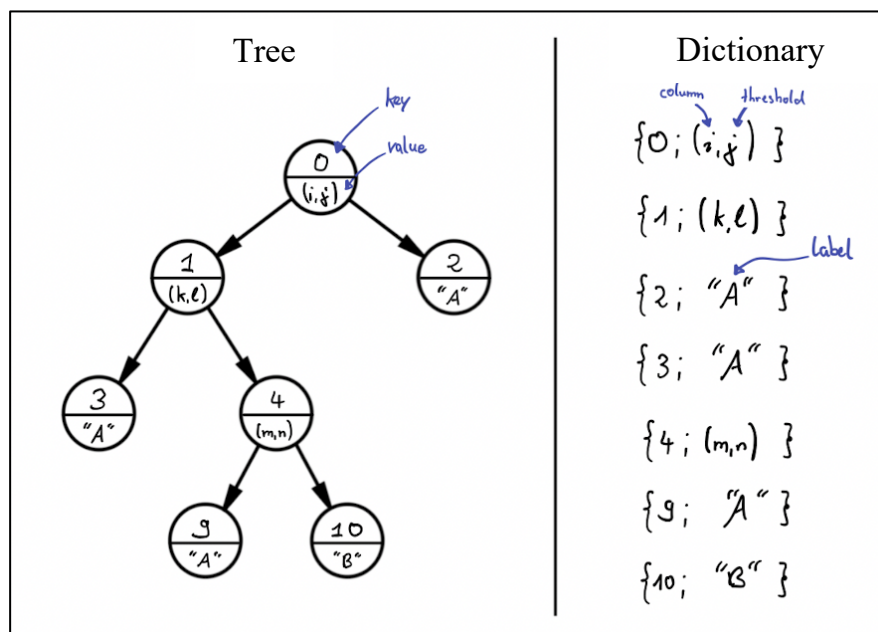 Tree
key
0
value
(i,j)
1
(k,l)
2
"A"
3
"A"
4
(m,n)
9
"A"
10
"B"
Dictionary
column threshold
{0; (i,j) }
{1; (k,l) }
label
{2; "A" }
{3; "A" }
{4; (m,n) }
{9; "A" }
{10; "B" }